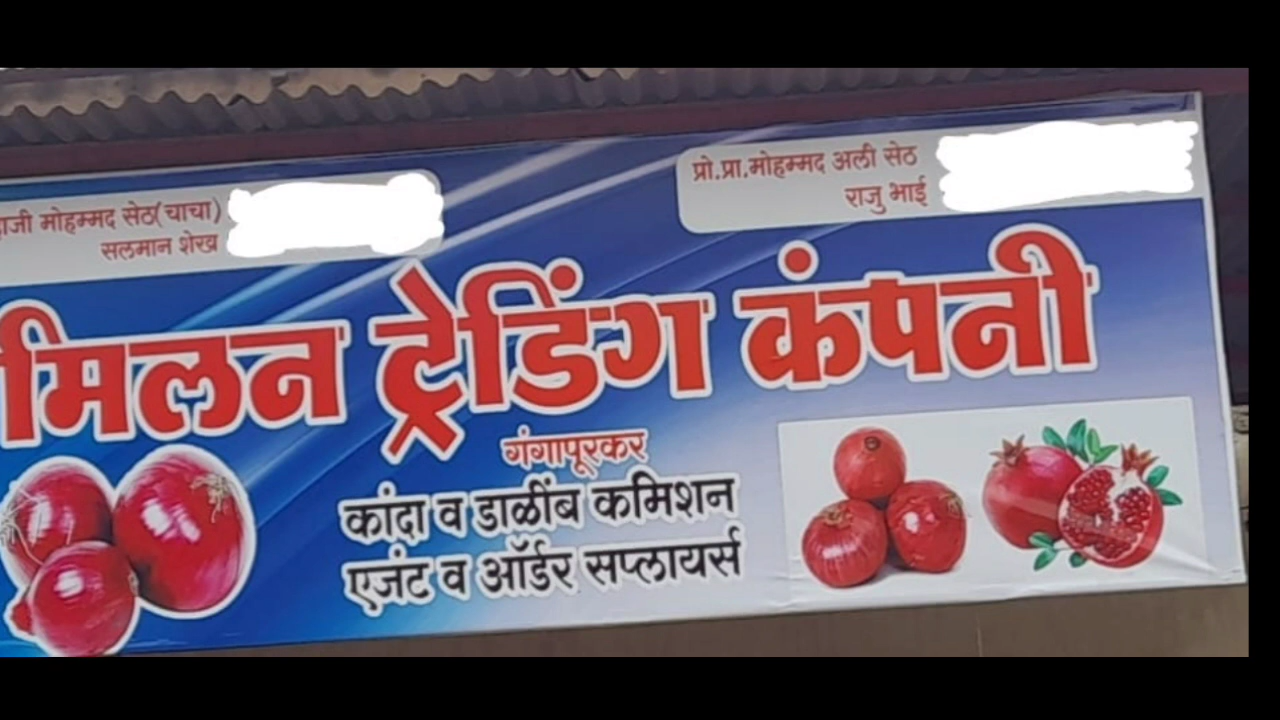 मोहम्मद सेठ(चाचा)
सलमान शेख
प्रो.प्रा.मोहम्मद अली सेठ
राजु भाई
मिलन ट्रेडिंग कंपनी
गंगापूरकर
कांदा व डाळींब कमिशन
एजंट व ऑर्डर सप्लायर्स